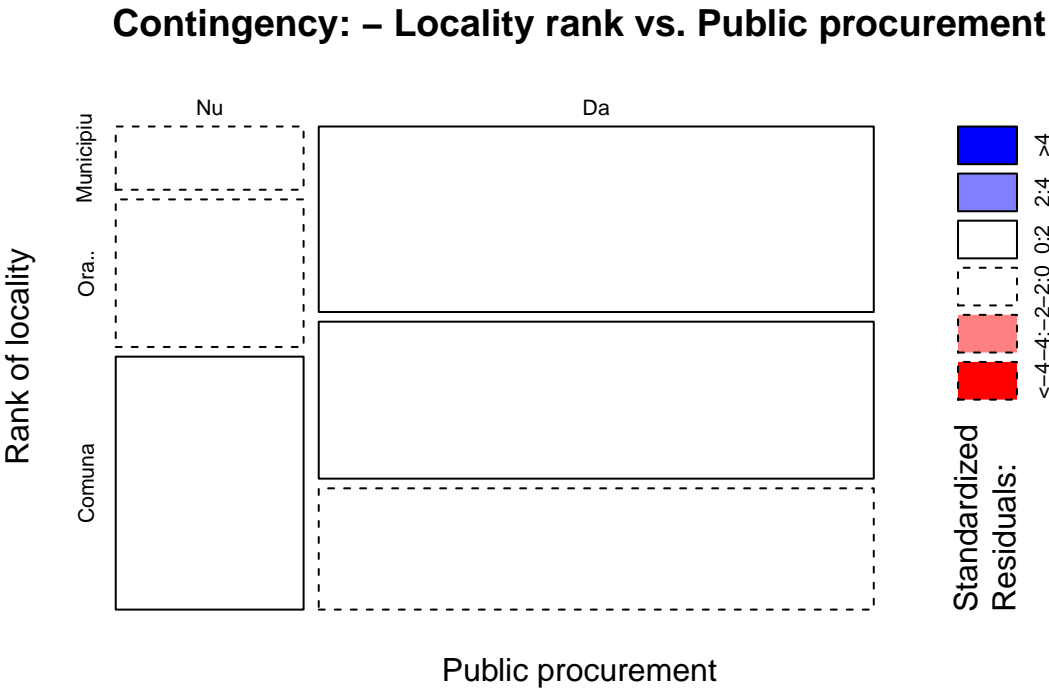 Contingency: – Locality rank vs. Public procurement
Nu
Da
Municipiu
Ora..
Comuna
Rank of locality
Public procurement
>4
2:4
0:2
−2:0
−4:−2
<−4
Standardized
Residuals: